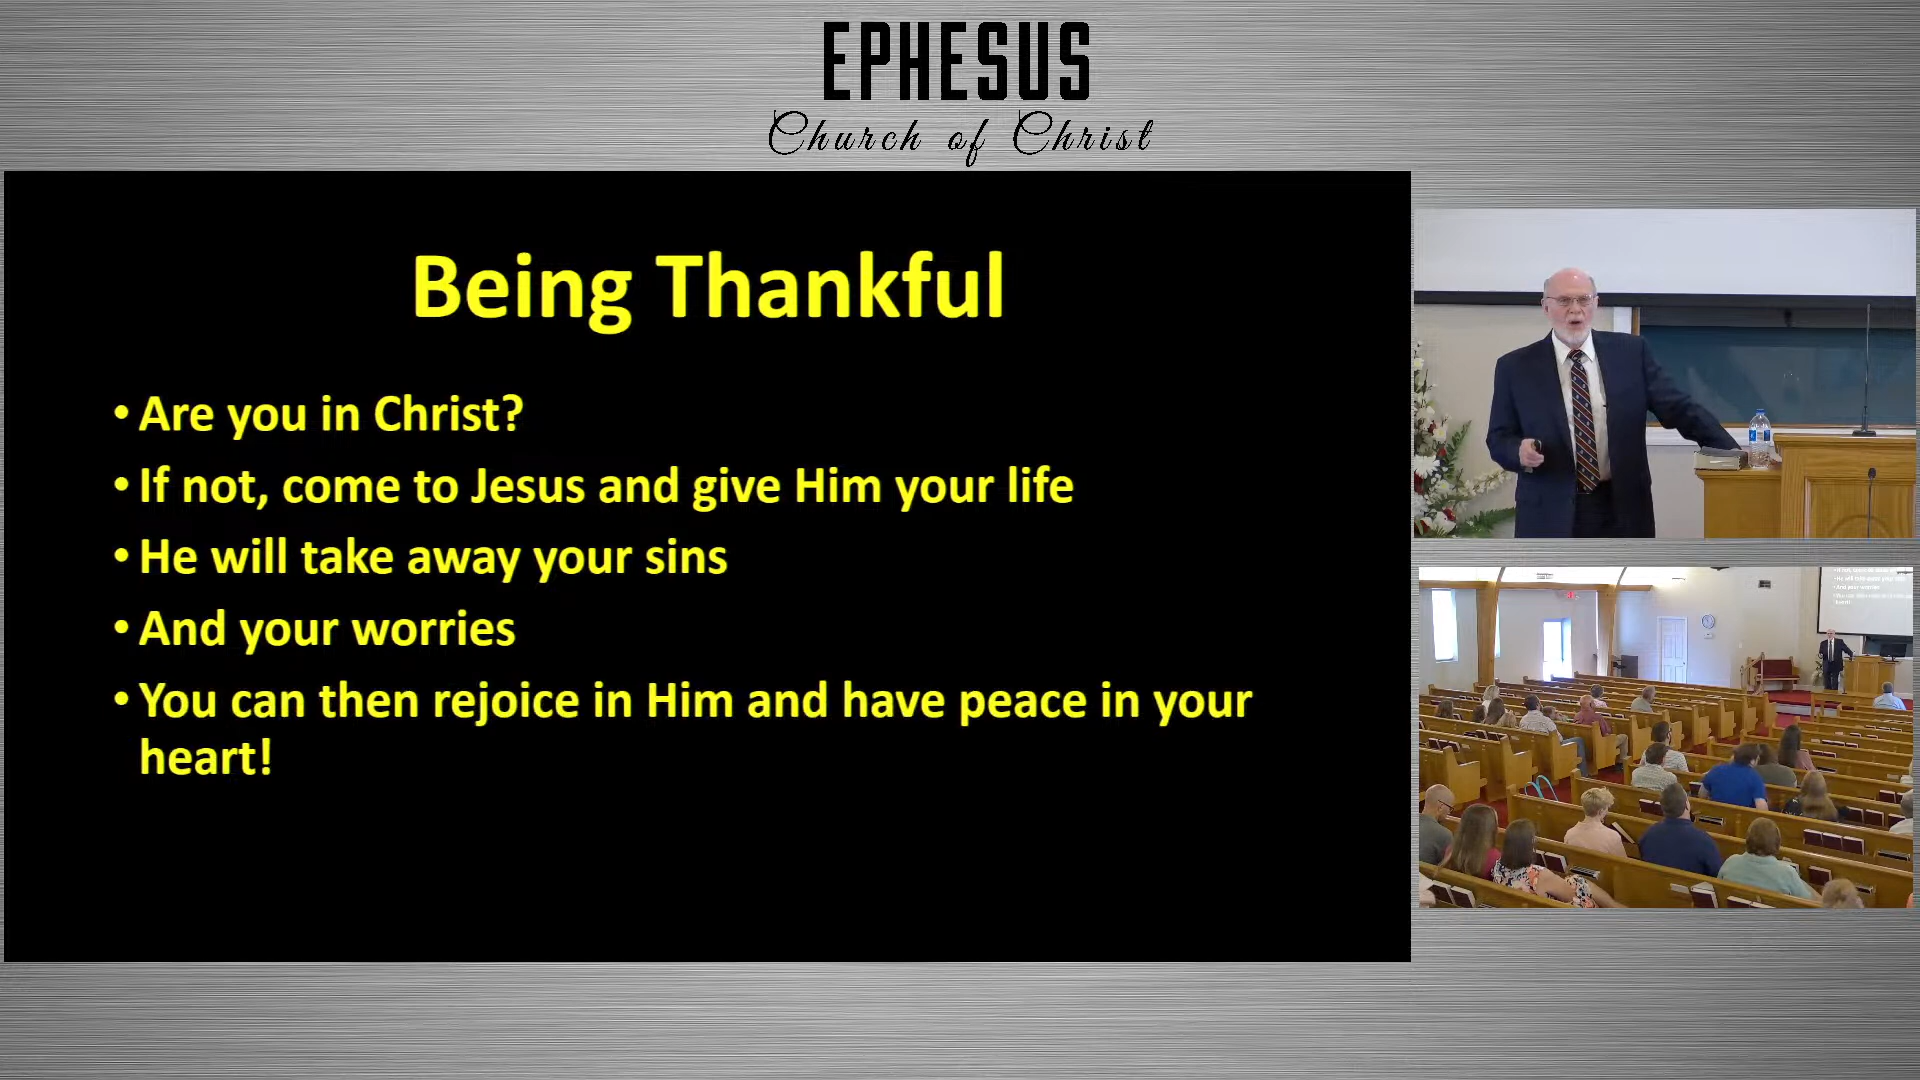 EPHESUS
Church of Christ
Being Thankful
• Are you in Christ?
• If not, come to Jesus and give Him your life
• He will take away your sins
• And your worries
• You can then rejoice in Him and have peace in your
heart!